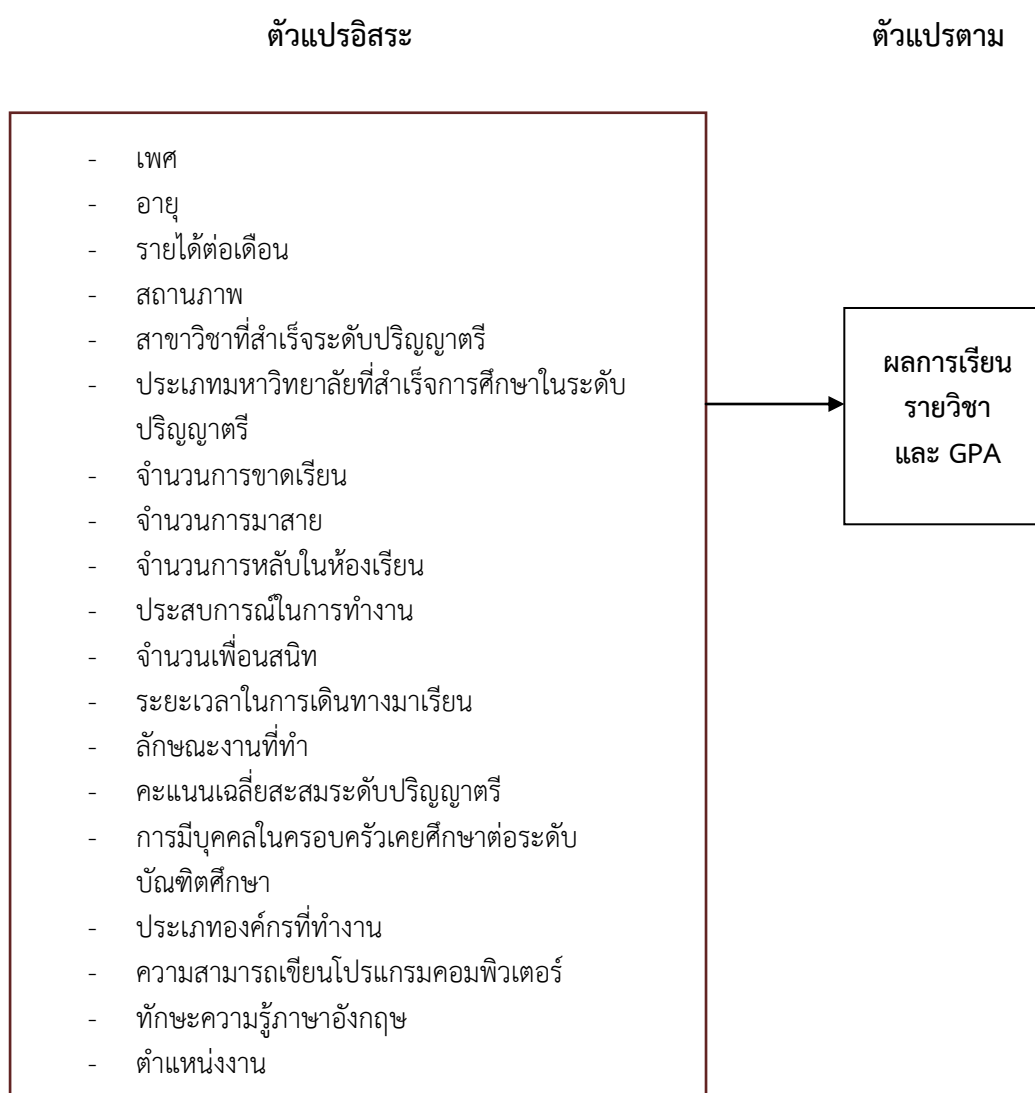 ตัวแปรอิสระ
ตัวแปรตาม
- เพศ
- อายุ
- รายได้ต่อเดือน
- สถานภาพ
- สาขาวิชาที่สำเร็จระดับปริญญาตรี
- ประเภทมหาวิทยาลัยที่สำเร็จการศึกษาในระดับ
ปริญญาตรี
- จำนวนการขาดเรียน
- จำนวนการมาสาย
- จำนวนการหลับในห้องเรียน
- ประสบการณ์ในการทำงาน
- จำนวนเพื่อนสนิท
- ระยะเวลาในการเดินทางมาเรียน
- ลักษณะงานที่ทำ
- คะแนนเฉลี่ยสะสมระดับปริญญาตรี
- การมีบุคคลในครอบครัวเคยศึกษาต่อระดับ
บัณฑิตศึกษา
- ประเภทองค์กรที่ทำงาน
- ความสามารถเขียนโปรแกรมคอมพิวเตอร์
- ทักษะความรู้ภาษาอังกฤษ
- ตำแหน่งงาน
ผลการเรียน
รายวิชา
และ GPA